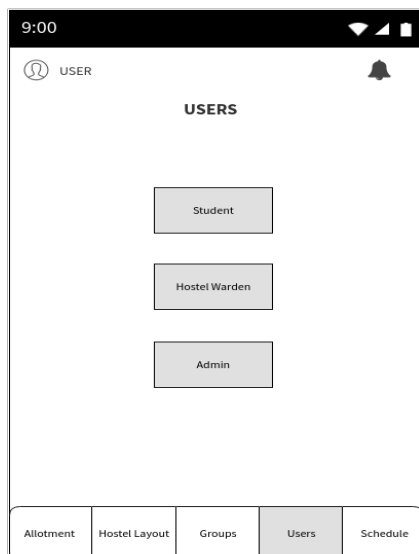 9:00
USER
USERS
Student
Hostel Warden
Admin
Allotment Hostel Layout Groups Users Schedule